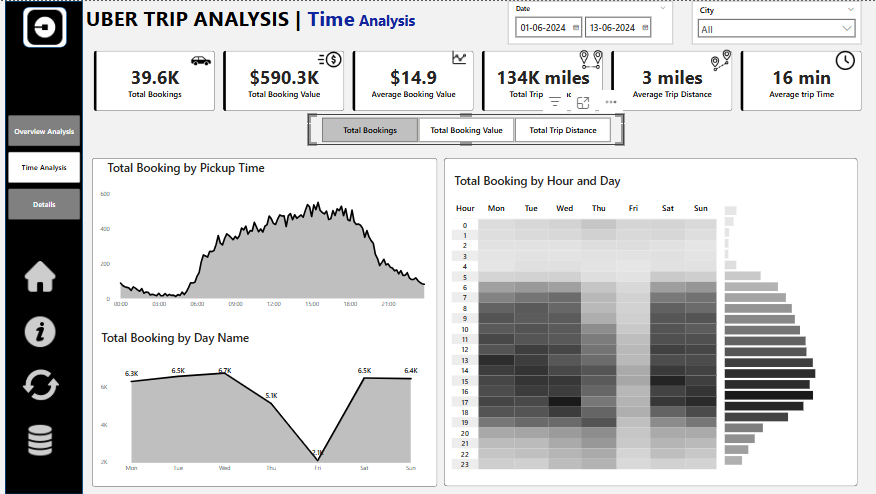 UBER TRIP ANALYSIS | Time Analysis
Date
01-06-2024 13-06-2024
City
All
39.6K
Total Bookings
$590.3K
Total Booking Value
$14.9
Average Booking Value
134K miles
Total Trip
3 miles
Average Trip Distance
16 min
Average trip Time
Overview Analysis
Time Analysis
Details
Total Bookings Total Booking Value Total Trip Distance
Total Booking by Pickup Time
600
400
200
0
00:00 03:00 06:00 09:00 12:00 15:00 18:00 21:00
Total Booking by Day Name
6.3K 6.5K 6.7K 5.1K 2.1K 6.5K 6.4K
6K
4K
2K
Mon Tue Wed Thu Fri Sat Sun
Total Booking by Hour and Day
Hour Mon Tue Wed Thu Fri Sat Sun
0
1
2
3
4
5
6
7
8
9
10
11
12
13
14
15
16
17
18
19
20
21
22
23